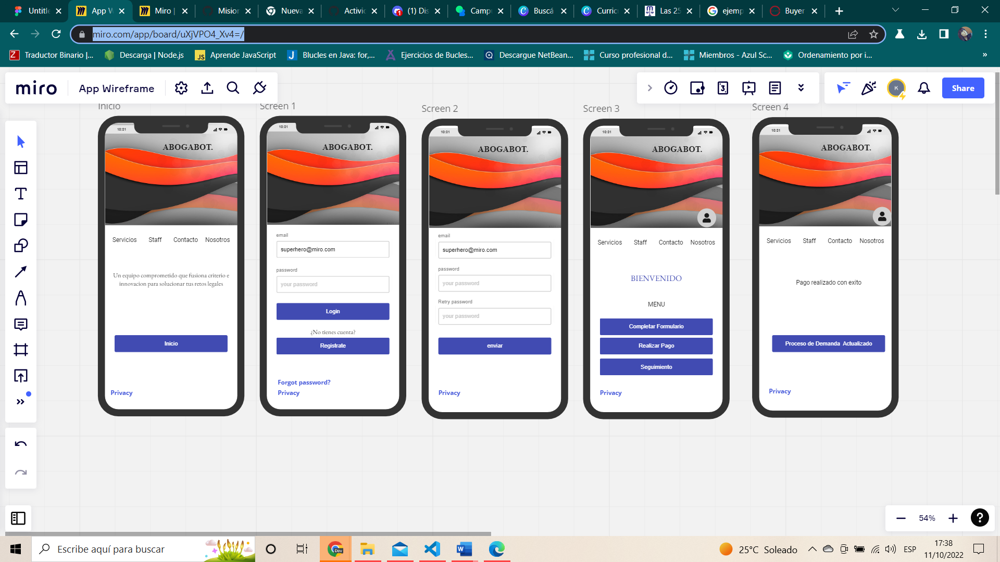 Untitle
App W
Miro |
Mision
Nueva
Activid
(1) Dis
Campu
Buscá
Curricu
Las 25
ejemp
Buyer
miro.com/app/board/uXjVPO4_Xv4=/
Traductor Binario |...
Descarga | Node.js
Aprende JavaScript
Blucles en Java: for,...
Ejercicios de Bucles...
Descargue NetBean...
Curso profesional d...
Miembros - Azul Sc...
Ordenamiento por i...
miro
App Wireframe
Share
Inicio
10:31
ABOGABOT.
Servicios Staff Contacto Nosotros
Un equipo comprometido que fusiona criterio e
innovacion para solucionar tus retos legales
Inicio
Privacy
Screen 1
10:31
ABOGABOT.
email
superhero@miro.com
password
your password
Login
¿No tienes cuenta?
Registrate
Forgot password?
Privacy
Screen 2
10:31
ABOGABOT.
email
superhero@miro.com
password
your password
Retry password
your password
enviar
Privacy
Screen 3
10:31
ABOGABOT.
Servicios Staff Contacto Nosotros
BIENVENIDO
MENU
Completar Formulario
Realizar Pago
Seguimiento
Privacy
Screen 4
10:31
ABOGABOT.
Servicios Staff Contacto Nosotros
Pago realizado con exito
Proceso de Demanda Actualizado
Privacy
54%
Escribe aquí para buscar
Dev
25°C Soleado
ESP
17:38
11/10/2022